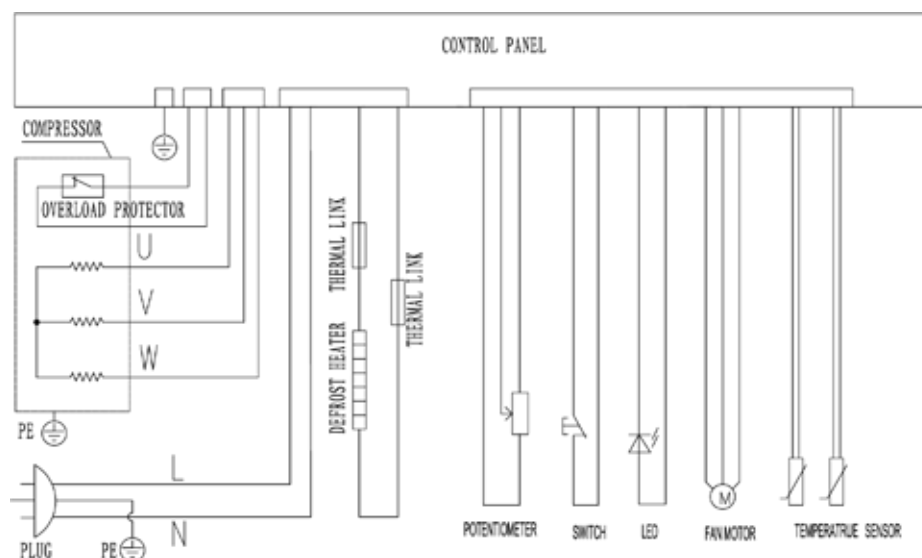 CONTROL PANEL
COMPRESSOR
OVERLOAD PROTECTOR
U
V
W
PE
THERMAL LINK
THERMAL LINK
DEFROST HEATER
L
N
PLUG
PE
POTENTIOMETER
SWITCH
LED
M
FAN MOTOR
TEMPERATRUE SENSOR